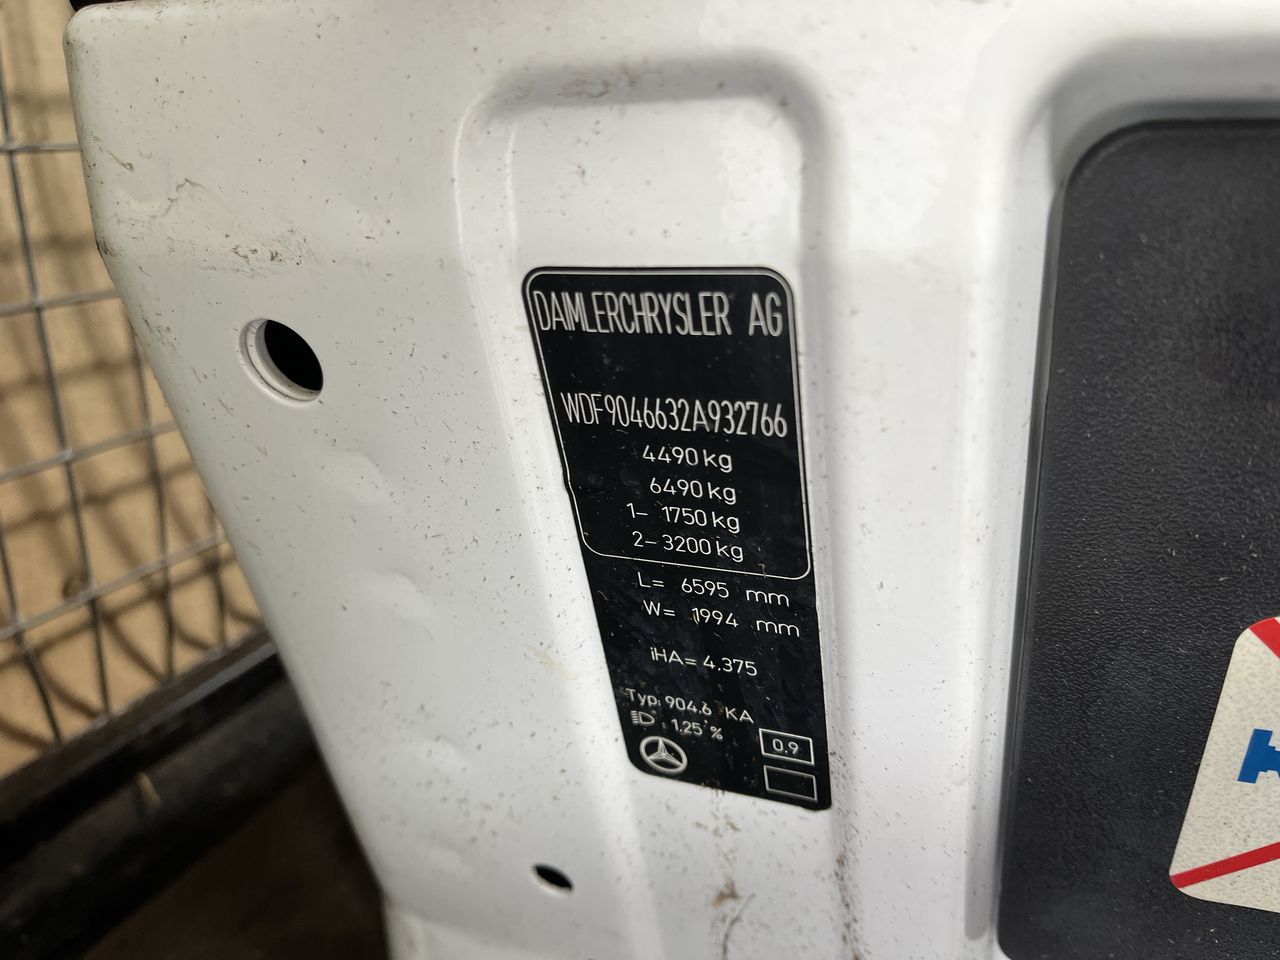 DAIMLERCHRYSLER AG
WDF9046632A932766
4490 kg
6490 kg
1- 1750 kg
2- 3200 kg
L= 6595 mm
W= 1994 mm
iHA= 4.375
Typ: 904.6 KA
: 1.25 %
0.9